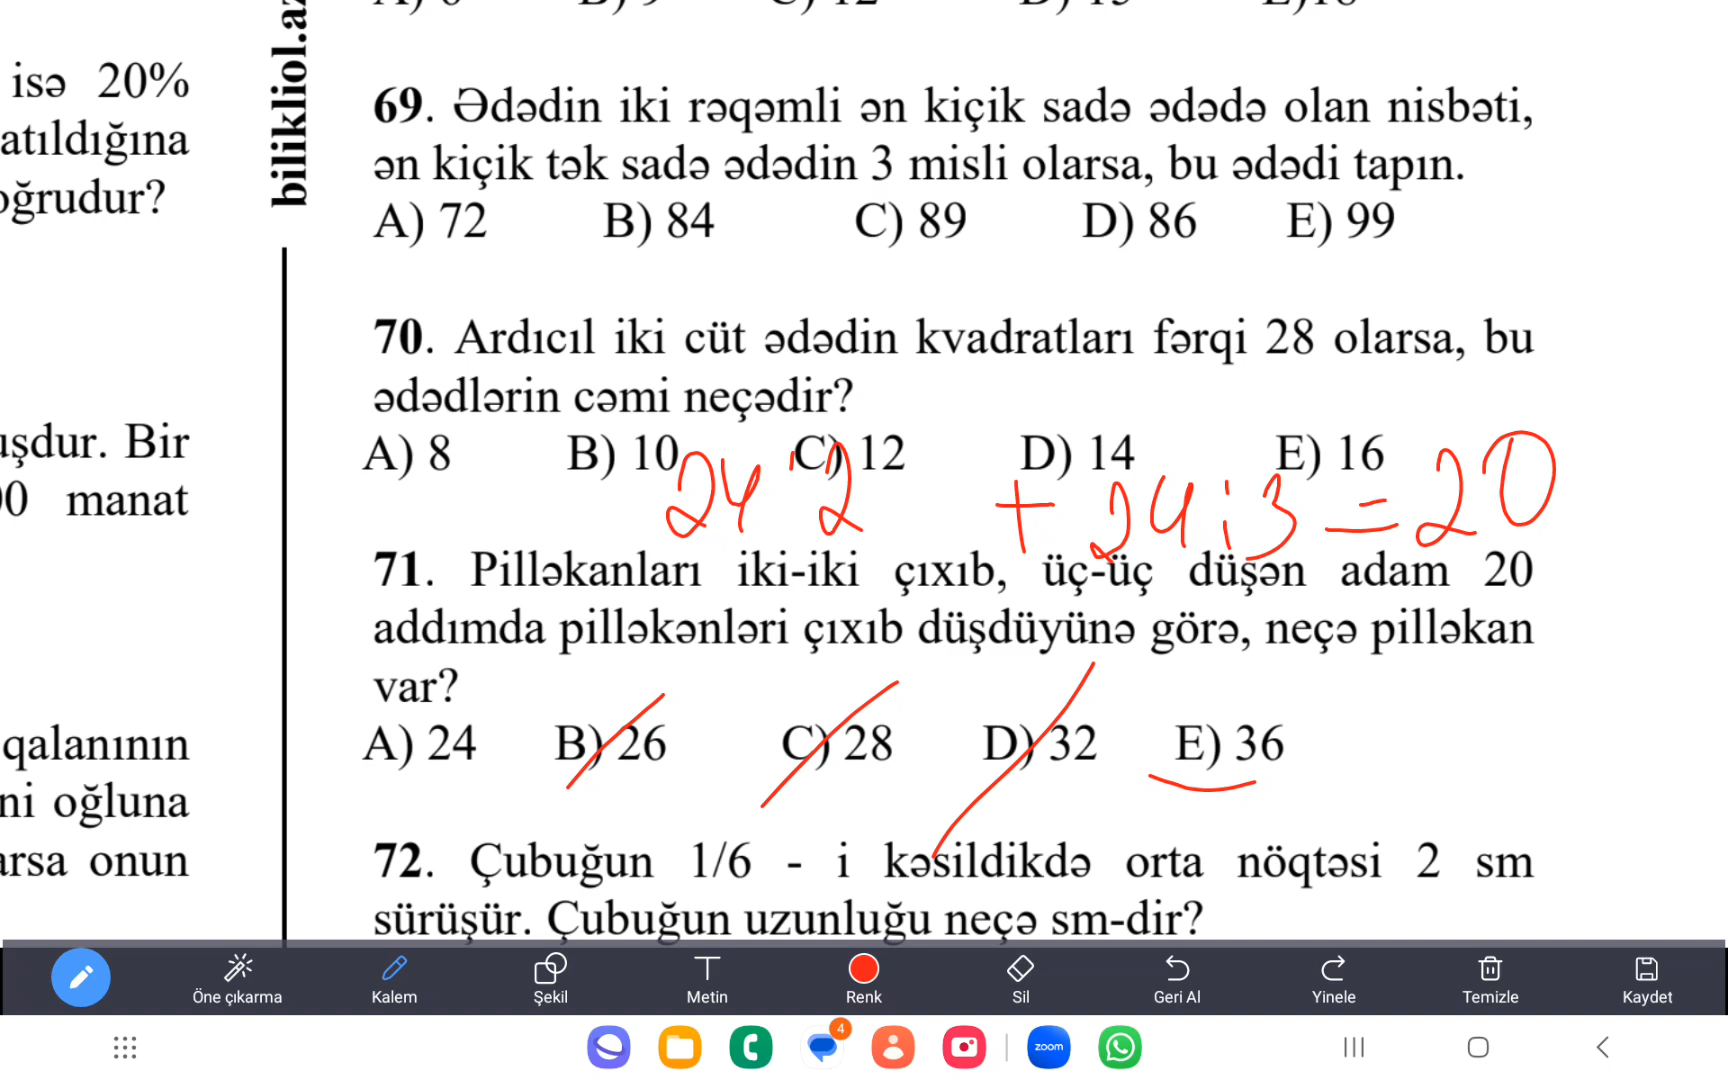 bilikliol.az
isə 20%
atıldığına
oğrudur?
uşdur. Bir
00 manat
qalanının
ni oğluna
arsa onun
69. Ədədin iki rəqəmli ən kiçik sadə ədədə olan nisbəti,
ən kiçik tək sadə ədədin 3 misli olarsa, bu ədədi tapın.
A) 72 B) 84 C) 89 D) 86 E) 99
70. Ardıcıl iki cüt ədədin kvadratları fərqi 28 olarsa, bu
ədədlərin cəmi neçədir?
A) 8 B) 10 C) 12 D) 14 E) 16
24 : 2 + 24 : 3 = 20
71. Pilləkanları iki-iki çıxıb, üç-üç düşən adam 20
addımda pilləkənləri çıxıb düşdüyünə görə, neçə pilləkan
var?
A) 24 B) 26 C) 28 D) 32 E) 36
72. Çubuğun 1/6 - i kəsildikdə orta nöqtəsi 2 sm
sürüşür. Çubuğun uzunluğu neçə sm-dir?
Öne çıkarma Kalem Şekil Metin Renk Sil Geri Al Yinele Temizle Kaydet
4
zoom